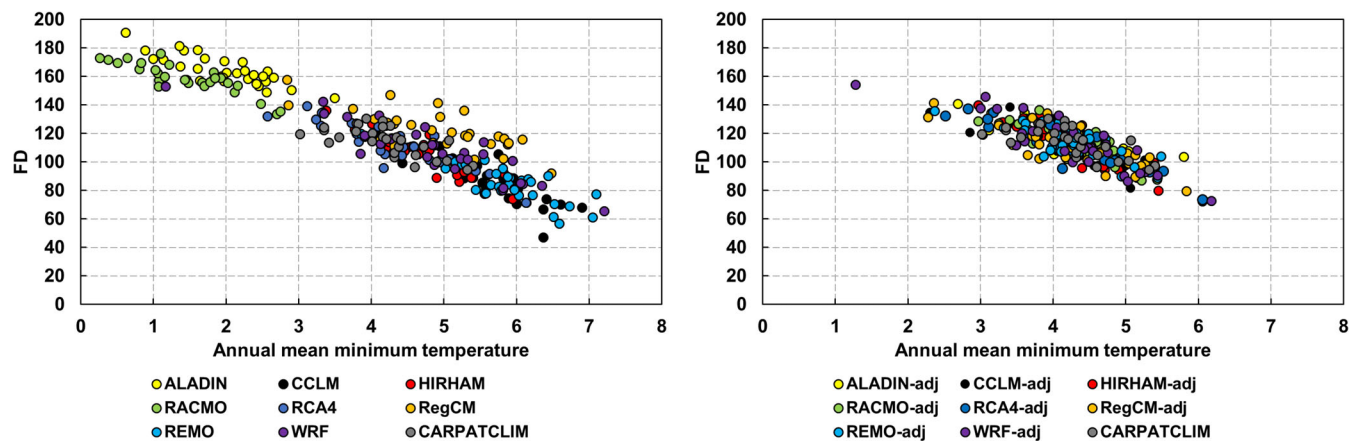 200
180
160
140
120
100
80
60
40
20
0
FD
0 1 2 3 4 5 6 7 8
Annual mean minimum temperature
ALADIN CCLM HIRHAM
RACMO RCA4 RegCM
REMO WRF CARPATCLIM
200
180
160
140
120
100
80
60
40
20
0
FD
0 1 2 3 4 5 6 7 8
Annual mean minimum temperature
ALADIN-adj CCLM-adj HIRHAM-adj
RACMO-adj RCA4-adj RegCM-adj
REMO-adj WRF-adj CARPATCLIM